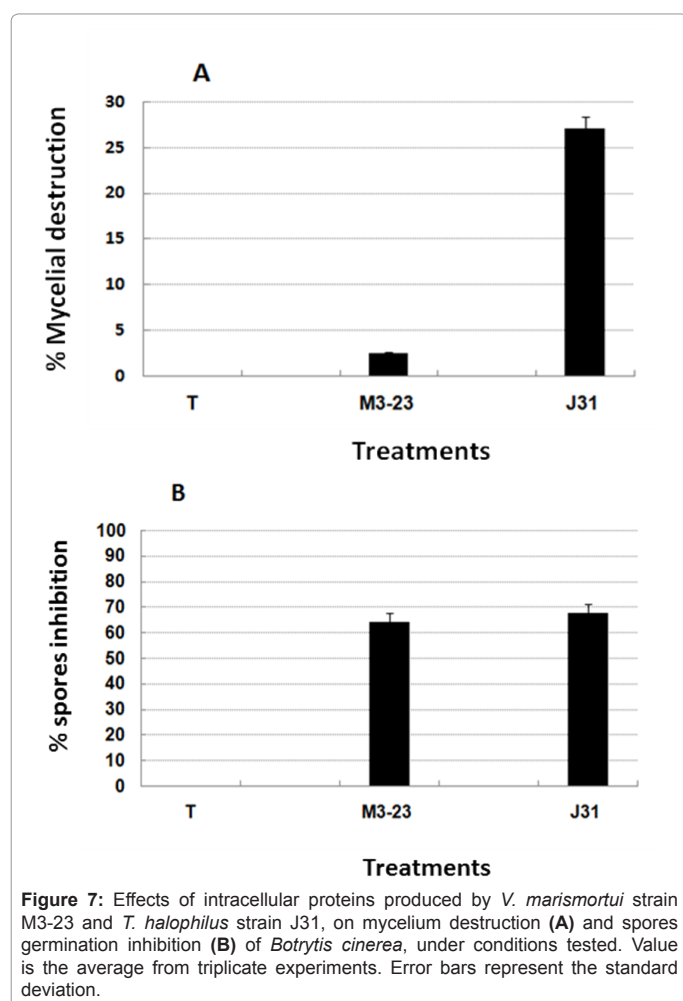 A
30
25
20
15
10
5
0
% Mycelial destruction
T M3-23 J31
Treatments
B
100
90
80
70
60
50
40
30
20
10
0
% spores inhibition
T M3-23 J31
Treatments
Figure 7: Effects of intracellular proteins produced by V. marismortui strain
M3-23 and T. halophilus strain J31, on mycelium destruction (A) and spores
germination inhibition (B) of Botrytis cinerea, under conditions tested. Value
is the average from triplicate experiments. Error bars represent the standard
deviation.